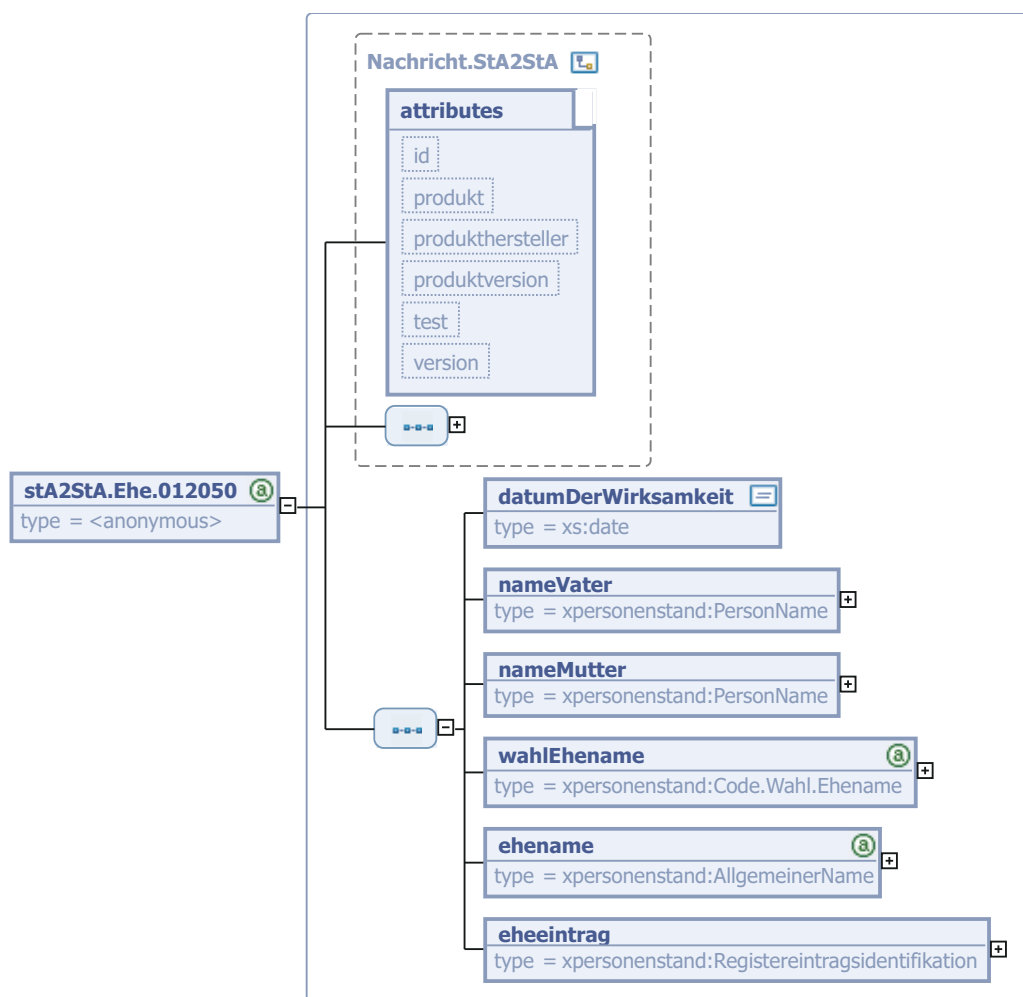 Nachricht.StA2StA
attributes
id
produkt
produkthersteller
produktversion
test
version
stA2StA.Ehe.012050
type = <anonymous>
datumDerWirksamkeit
type = xs:date
nameVater
type = xpersonenstand:PersonName
nameMutter
type = xpersonenstand:PersonName
wahlEhename
type = xpersonenstand:Code.Wahl.Ehename
ehename
type = xpersonenstand:AllgemeinerName
eheeintrag
type = xpersonenstand:Registereintragsidentifikation